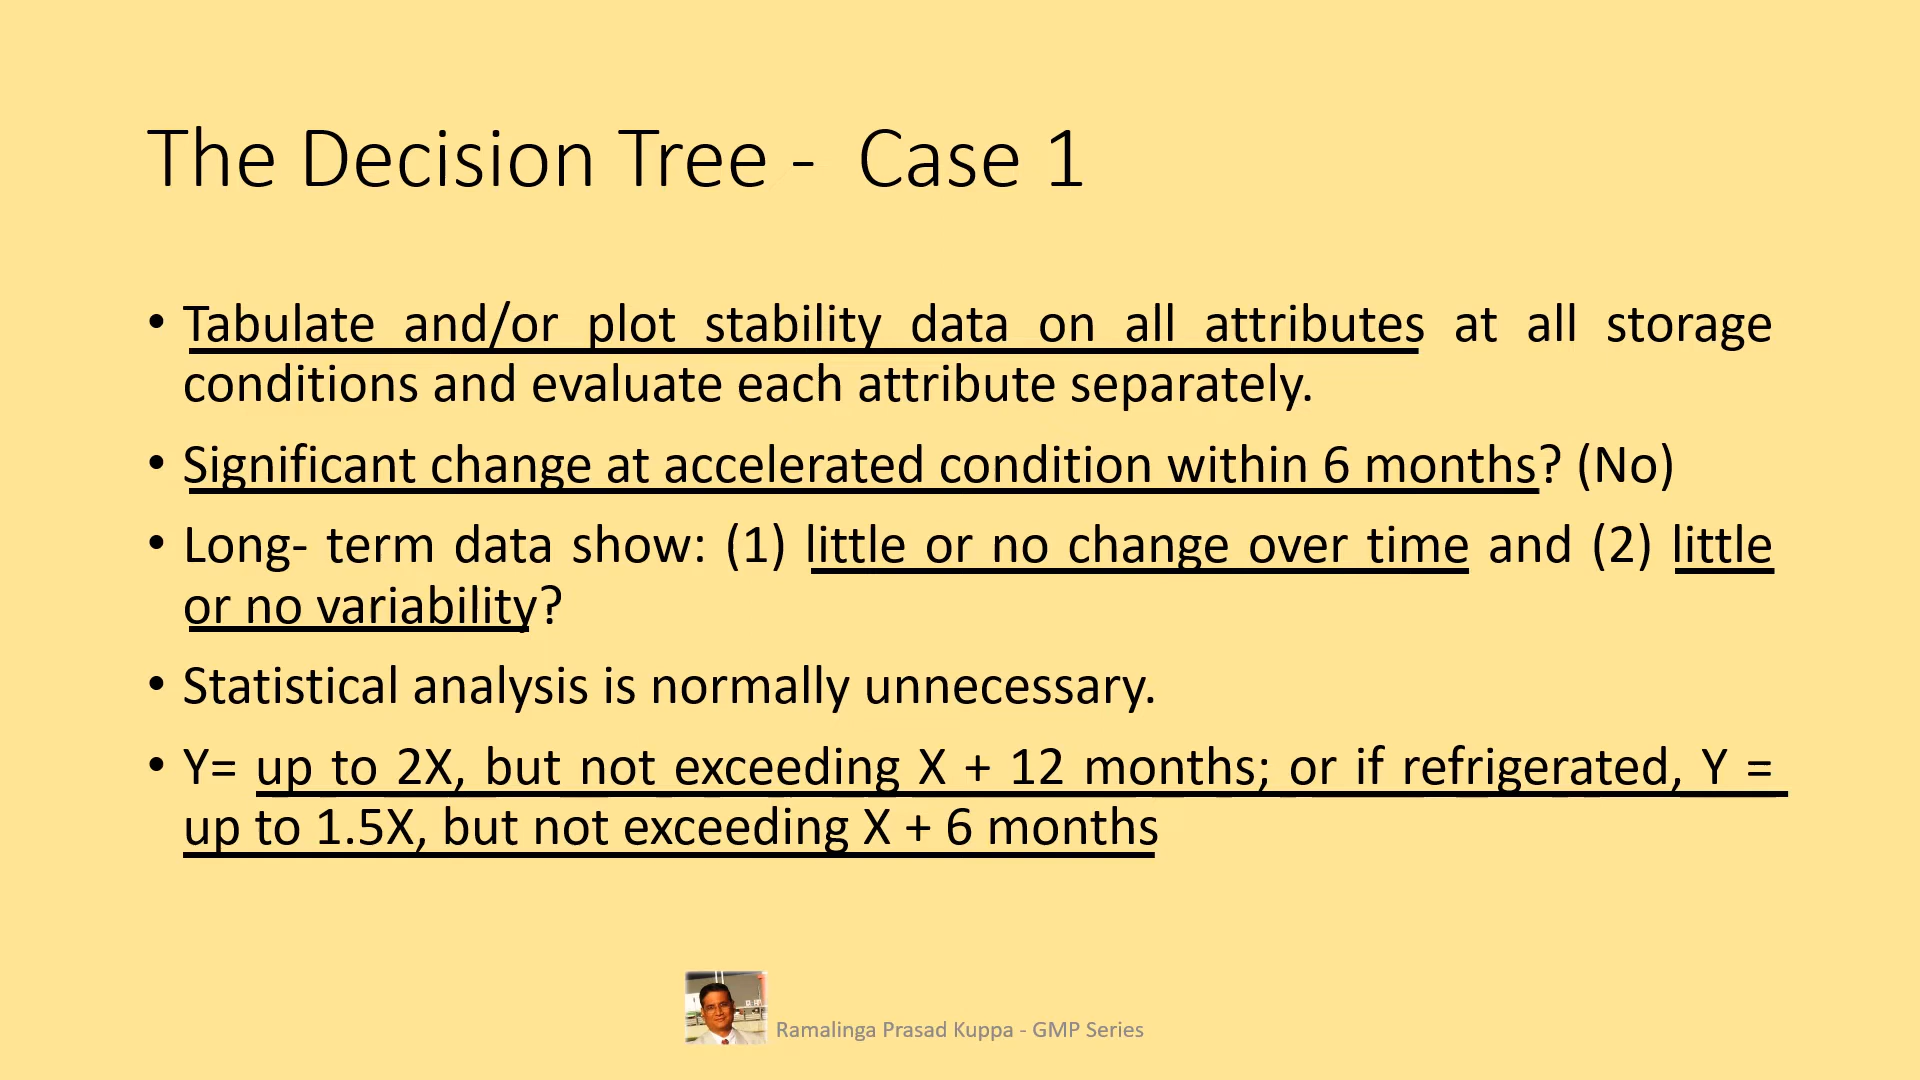 The Decision Tree -  Case 1
• Tabulate and/or plot stability data on all attributes at all storage
conditions and evaluate each attribute separately.
• Significant change at accelerated condition within 6 months? (No)
• Long- term data show: (1) little or no change over time and (2) little
or no variability?
• Statistical analysis is normally unnecessary.
• Y= up to 2X, but not exceeding X + 12 months; or if refrigerated, Y =
up to 1.5X, but not exceeding X + 6 months
Ramalinga Prasad Kuppa - GMP Series